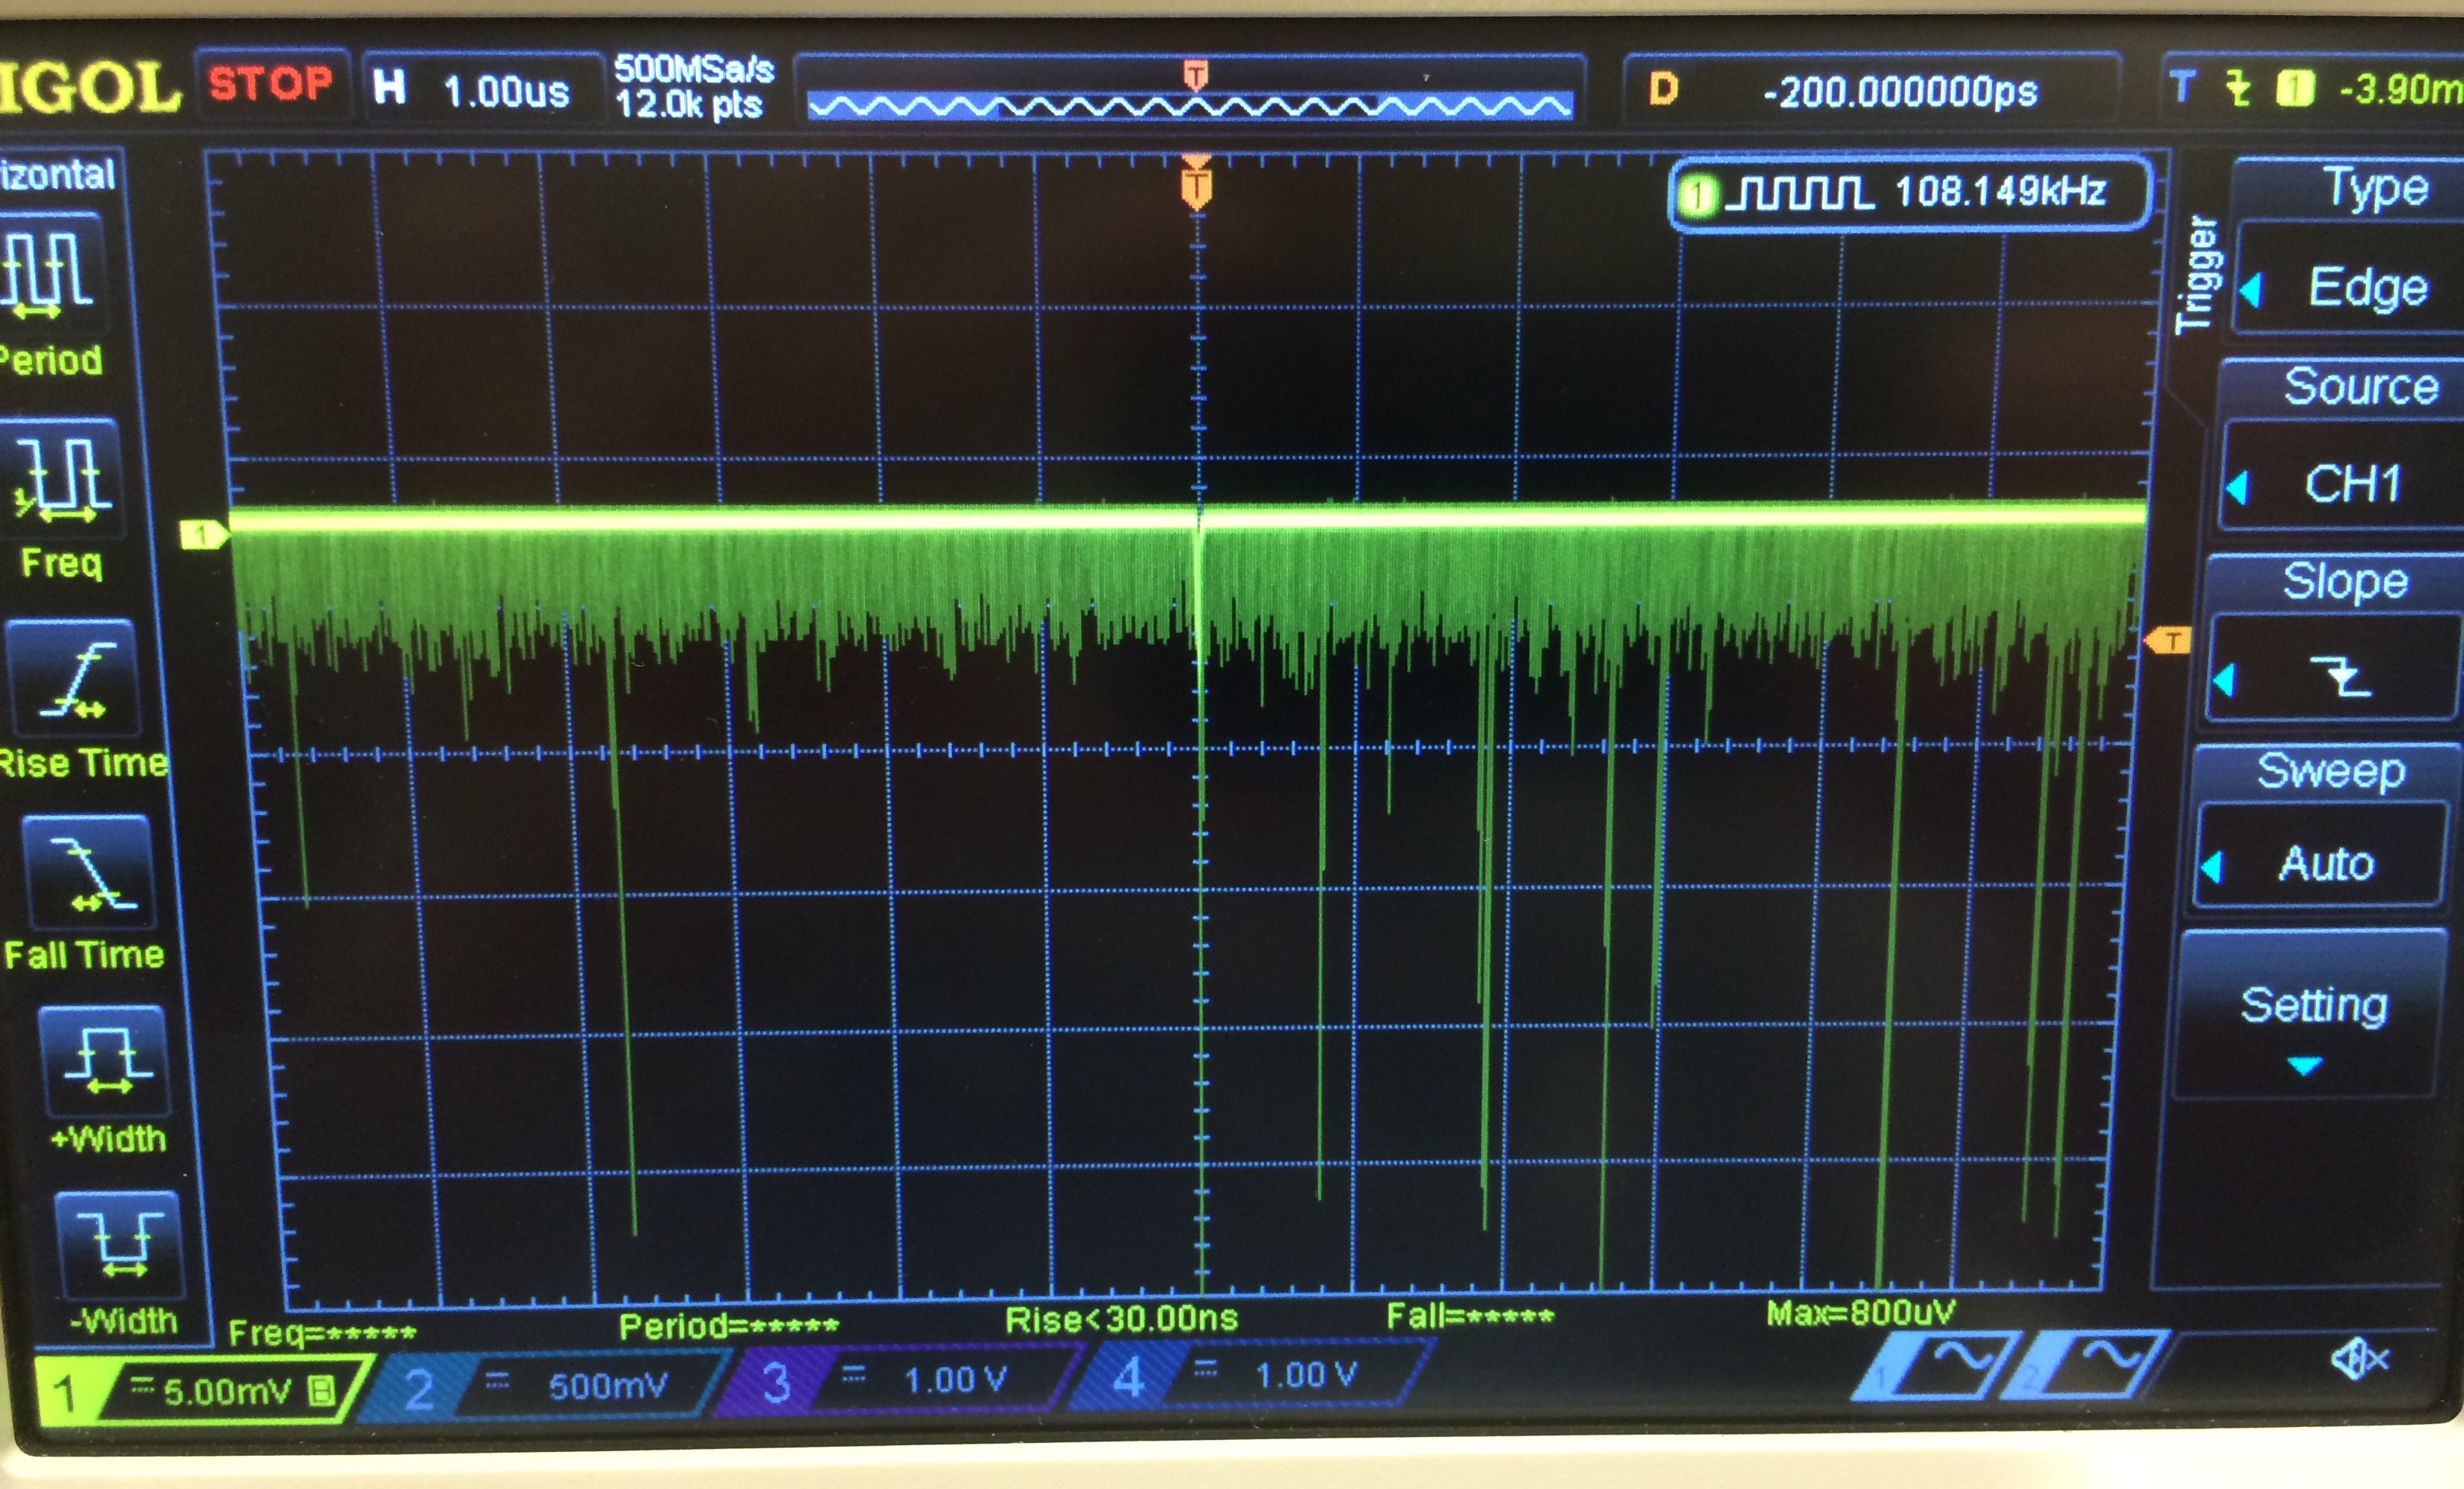 IGOL STOP H 1.00us 500MSa/s D -200.000000ps T 1 -3.90m
12.0k pts
T
izontal
T
1 108.149kHz
Type
Edge
Trigger
Period
Source
CH1
1
Freq
Slope
T
Rise Time
Sweep
Auto
Fall Time
Setting
+Width
-Width
Freq=***** Period=***** Rise<30.00ns Fall=***** Max=800uV
1 5.00mV B 2 500mV 3 1.00 V 4 1.00 V 1 2